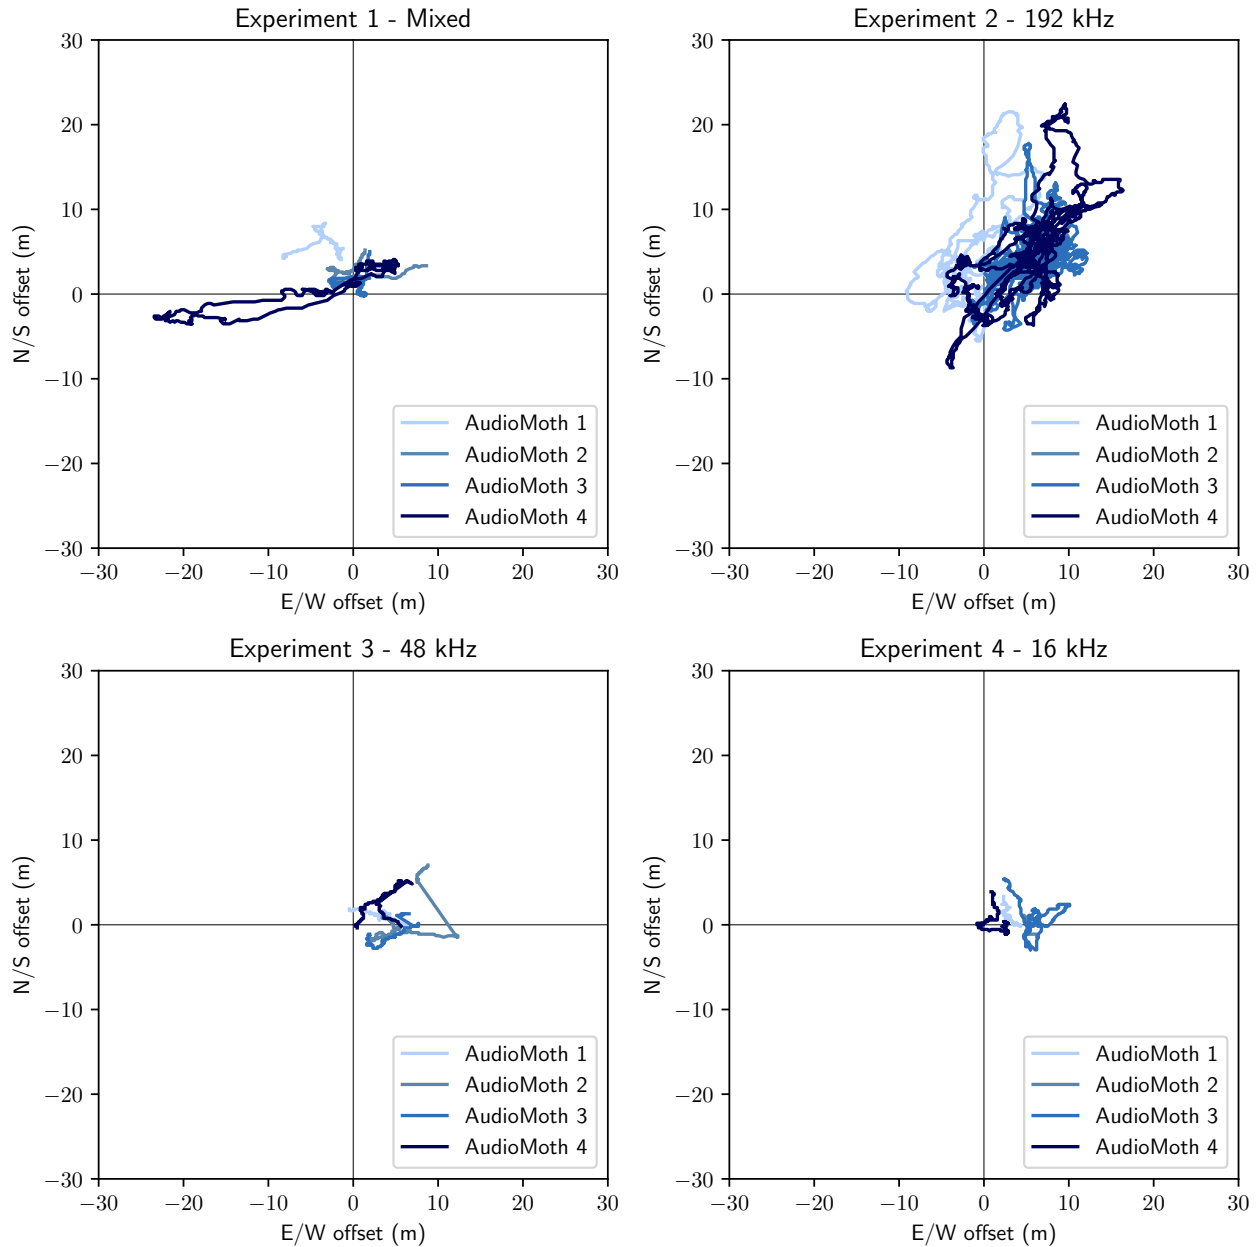 Experiment 1 - Mixed
30
20
10
0
−10
−20
−30
N/S offset (m)
AudioMoth 1
AudioMoth 2
AudioMoth 3
AudioMoth 4
−30 −20 −10 0 10 20 30
E/W offset (m)
Experiment 2 - 192 kHz
30
20
10
0
−10
−20
−30
N/S offset (m)
AudioMoth 1
AudioMoth 2
AudioMoth 3
AudioMoth 4
−30 −20 −10 0 10 20 30
E/W offset (m)
Experiment 3 - 48 kHz
30
20
10
0
−10
−20
−30
N/S offset (m)
AudioMoth 1
AudioMoth 2
AudioMoth 3
AudioMoth 4
−30 −20 −10 0 10 20 30
E/W offset (m)
Experiment 4 - 16 kHz
30
20
10
0
−10
−20
−30
N/S offset (m)
AudioMoth 1
AudioMoth 2
AudioMoth 3
AudioMoth 4
−30 −20 −10 0 10 20 30
E/W offset (m)